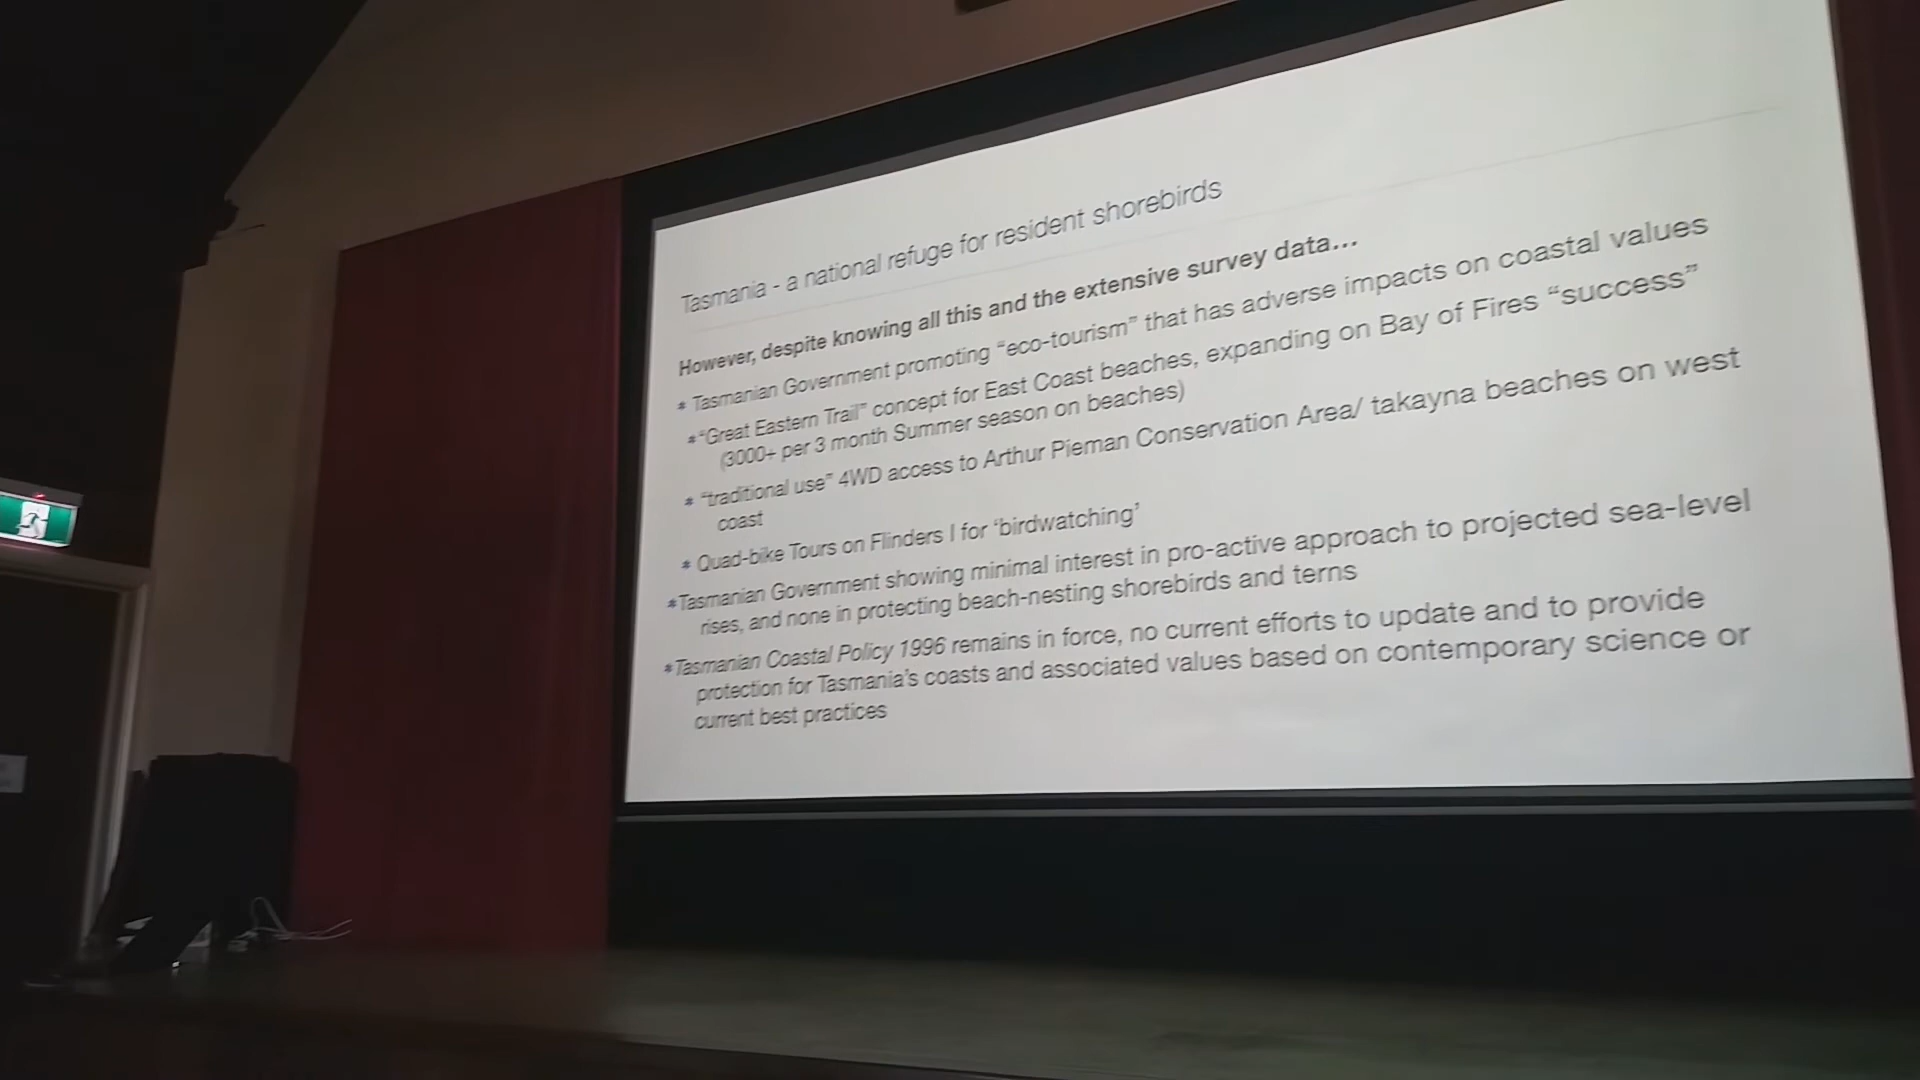 Tasmania - a national refuge for resident shorebirds
However, despite knowing all this and the extensive survey data...
* Tasmanian Government promoting “eco-tourism” that has adverse impacts on coastal values
*“Great Eastern Trail” concept for East Coast beaches, expanding on Bay of Fires “success”
(3000+ per 3 month Summer season on beaches)
* “traditional use” 4WD access to Arthur Pieman Conservation Area/ takayna beaches on west
coast
* Quad-bike Tours on Flinders I for ‘birdwatching’
*Tasmanian Government showing minimal interest in pro-active approach to projected sea-level
rises, and none in protecting beach-nesting shorebirds and terns
*Tasmanian Coastal Policy 1996 remains in force, no current efforts to update and to provide
protection for Tasmania’s coasts and associated values based on contemporary science or
current best practices